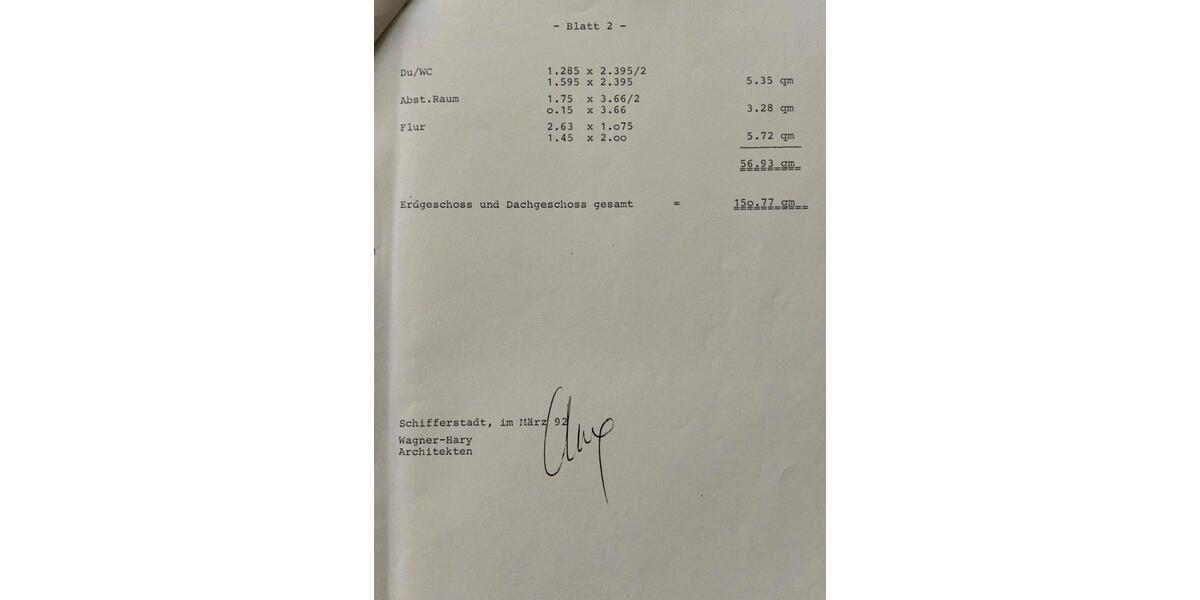 - Blatt 2 -
Du/WC 1.285 x 2.395/2
1.595 x 2.395 5.35 qm
Abst.Raum 1.75 x 3.66/2
o.15 x 3.66 3.28 qm
Flur 2.63 x 1.o75
1.45 x 2.oo 5.72 qm
56.93 qm
Erdgeschoss und Dachgeschoss gesamt = 15o.77 qm
Schifferstadt, im März 92
Wagner-Hary
Architekten